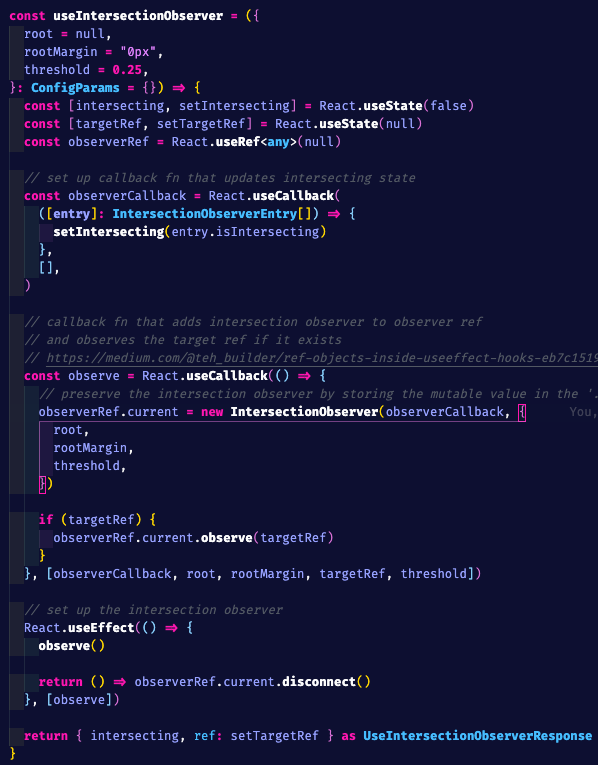 const useIntersectionObserver = ({
  root = null,
  rootMargin = "0px",
  threshold = 0.25,
}: ConfigParams = {}) => {
  const [intersecting, setIntersecting] = React.useState(false)
  const [targetRef, setTargetRef] = React.useState(null)
  const observerRef = React.useRef<any>(null)

  // set up callback fn that updates intersecting state
  const observerCallback = React.useCallback(
    ([entry]: IntersectionObserverEntry[]) => {
      setIntersecting(entry.isIntersecting)
    },
    [],
  )

  // callback fn that adds intersection observer to observer ref
  // and observes the target ref if it exists
  // https://medium.com/@teh_builder/ref-objects-inside-useeffect-hooks-eb7c1519
  const observe = React.useCallback(() => {
    // preserve the intersection observer by storing the mutable value in the '.
    observerRef.current = new IntersectionObserver(observerCallback, { You,
      root,
      rootMargin,
      threshold,
    })

    if (targetRef) {
      observerRef.current.observe(targetRef)
    }
  }, [observerCallback, root, rootMargin, targetRef, threshold])

  // set up the intersection observer
  React.useEffect(() => {
    observe()

    return () => observerRef.current.disconnect()
  }, [observe])

  return { intersecting, ref: setTargetRef } as UseIntersectionObserverResponse
}